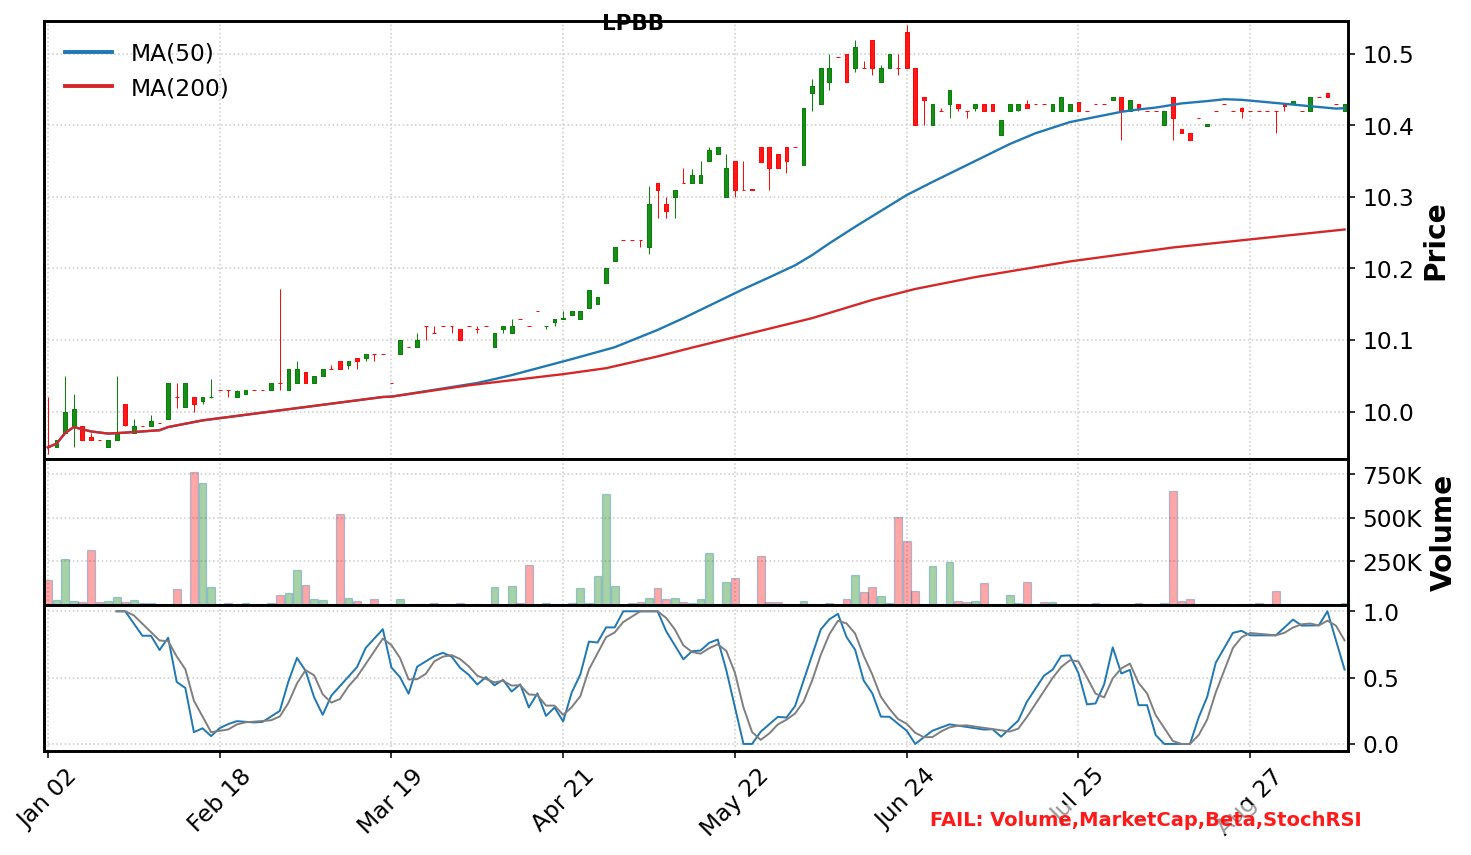 LPBB
MA(50)
MA(200)
10.5
10.4
10.3
10.2
10.1
10.0
Price
750K
500K
250K
Volume
1.0
0.5
0.0
Jan 02
Feb 18
Mar 19
Apr 21
May 22
Jun 24
Jul 25
Aug 27
FAIL: Volume,MarketCap,Beta,StochRSI